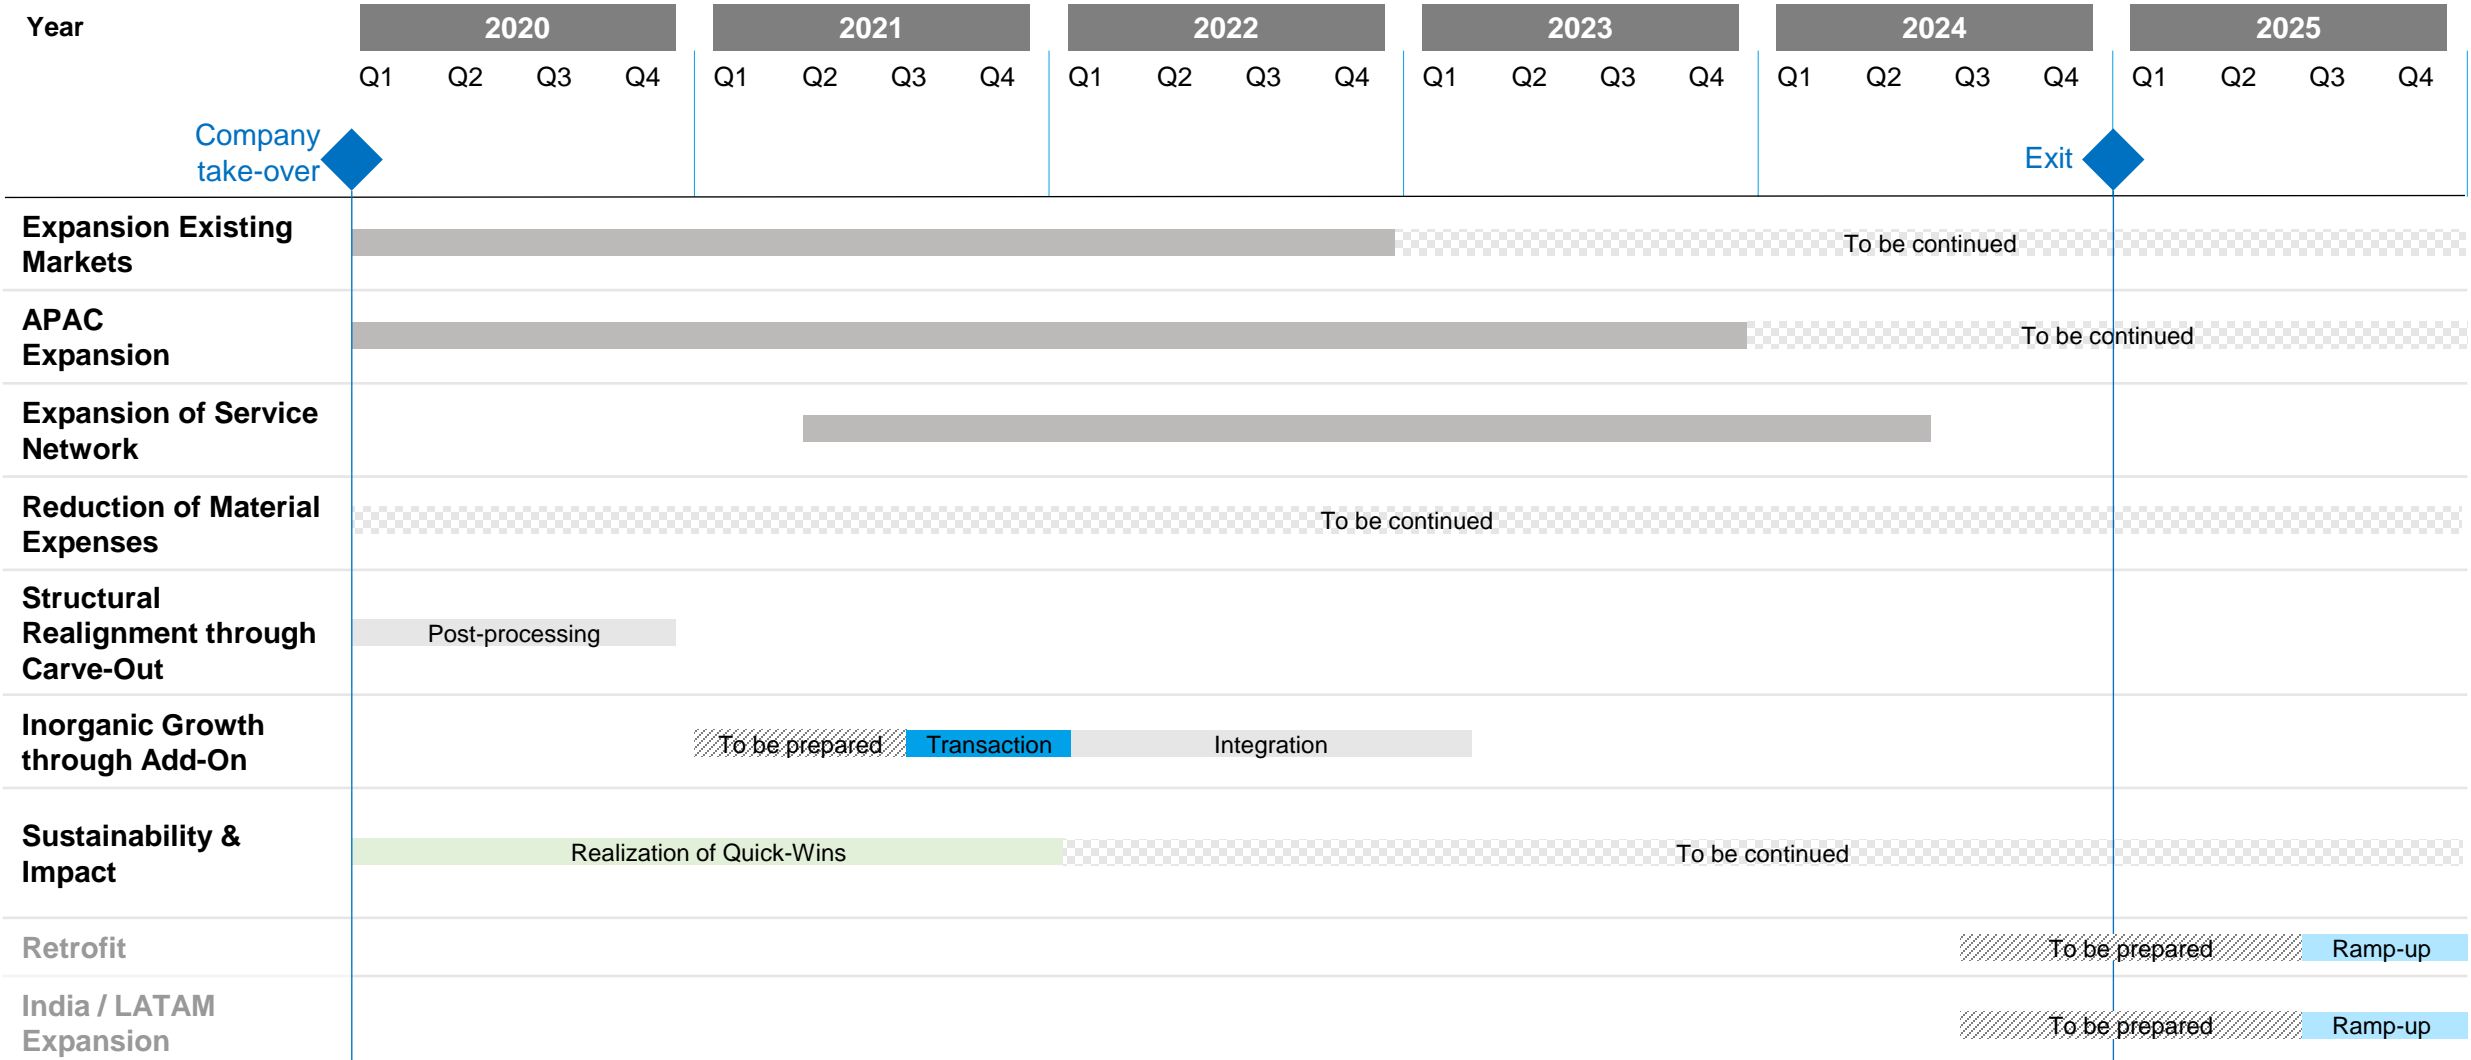 Year 2020 2021 2022 2023 2024 2025
Q1 Q2 Q3 Q4 Q1 Q2 Q3 Q4 Q1 Q2 Q3 Q4 Q1 Q2 Q3 Q4 Q1 Q2 Q3 Q4 Q1 Q2 Q3 Q4
Company
take-over
Exit
Expansion Existing
Markets
To be continued
APAC
Expansion
To be continued
Expansion of Service
Network
Reduction of Material
Expenses
To be continued
Structural
Realignment through
Carve-Out
Post-processing
Inorganic Growth
through Add-On
To be prepared Transaction Integration
Sustainability &
Impact
Realization of Quick-Wins To be continued
Retrofit
To be prepared Ramp-up
India / LATAM
Expansion
To be prepared Ramp-up